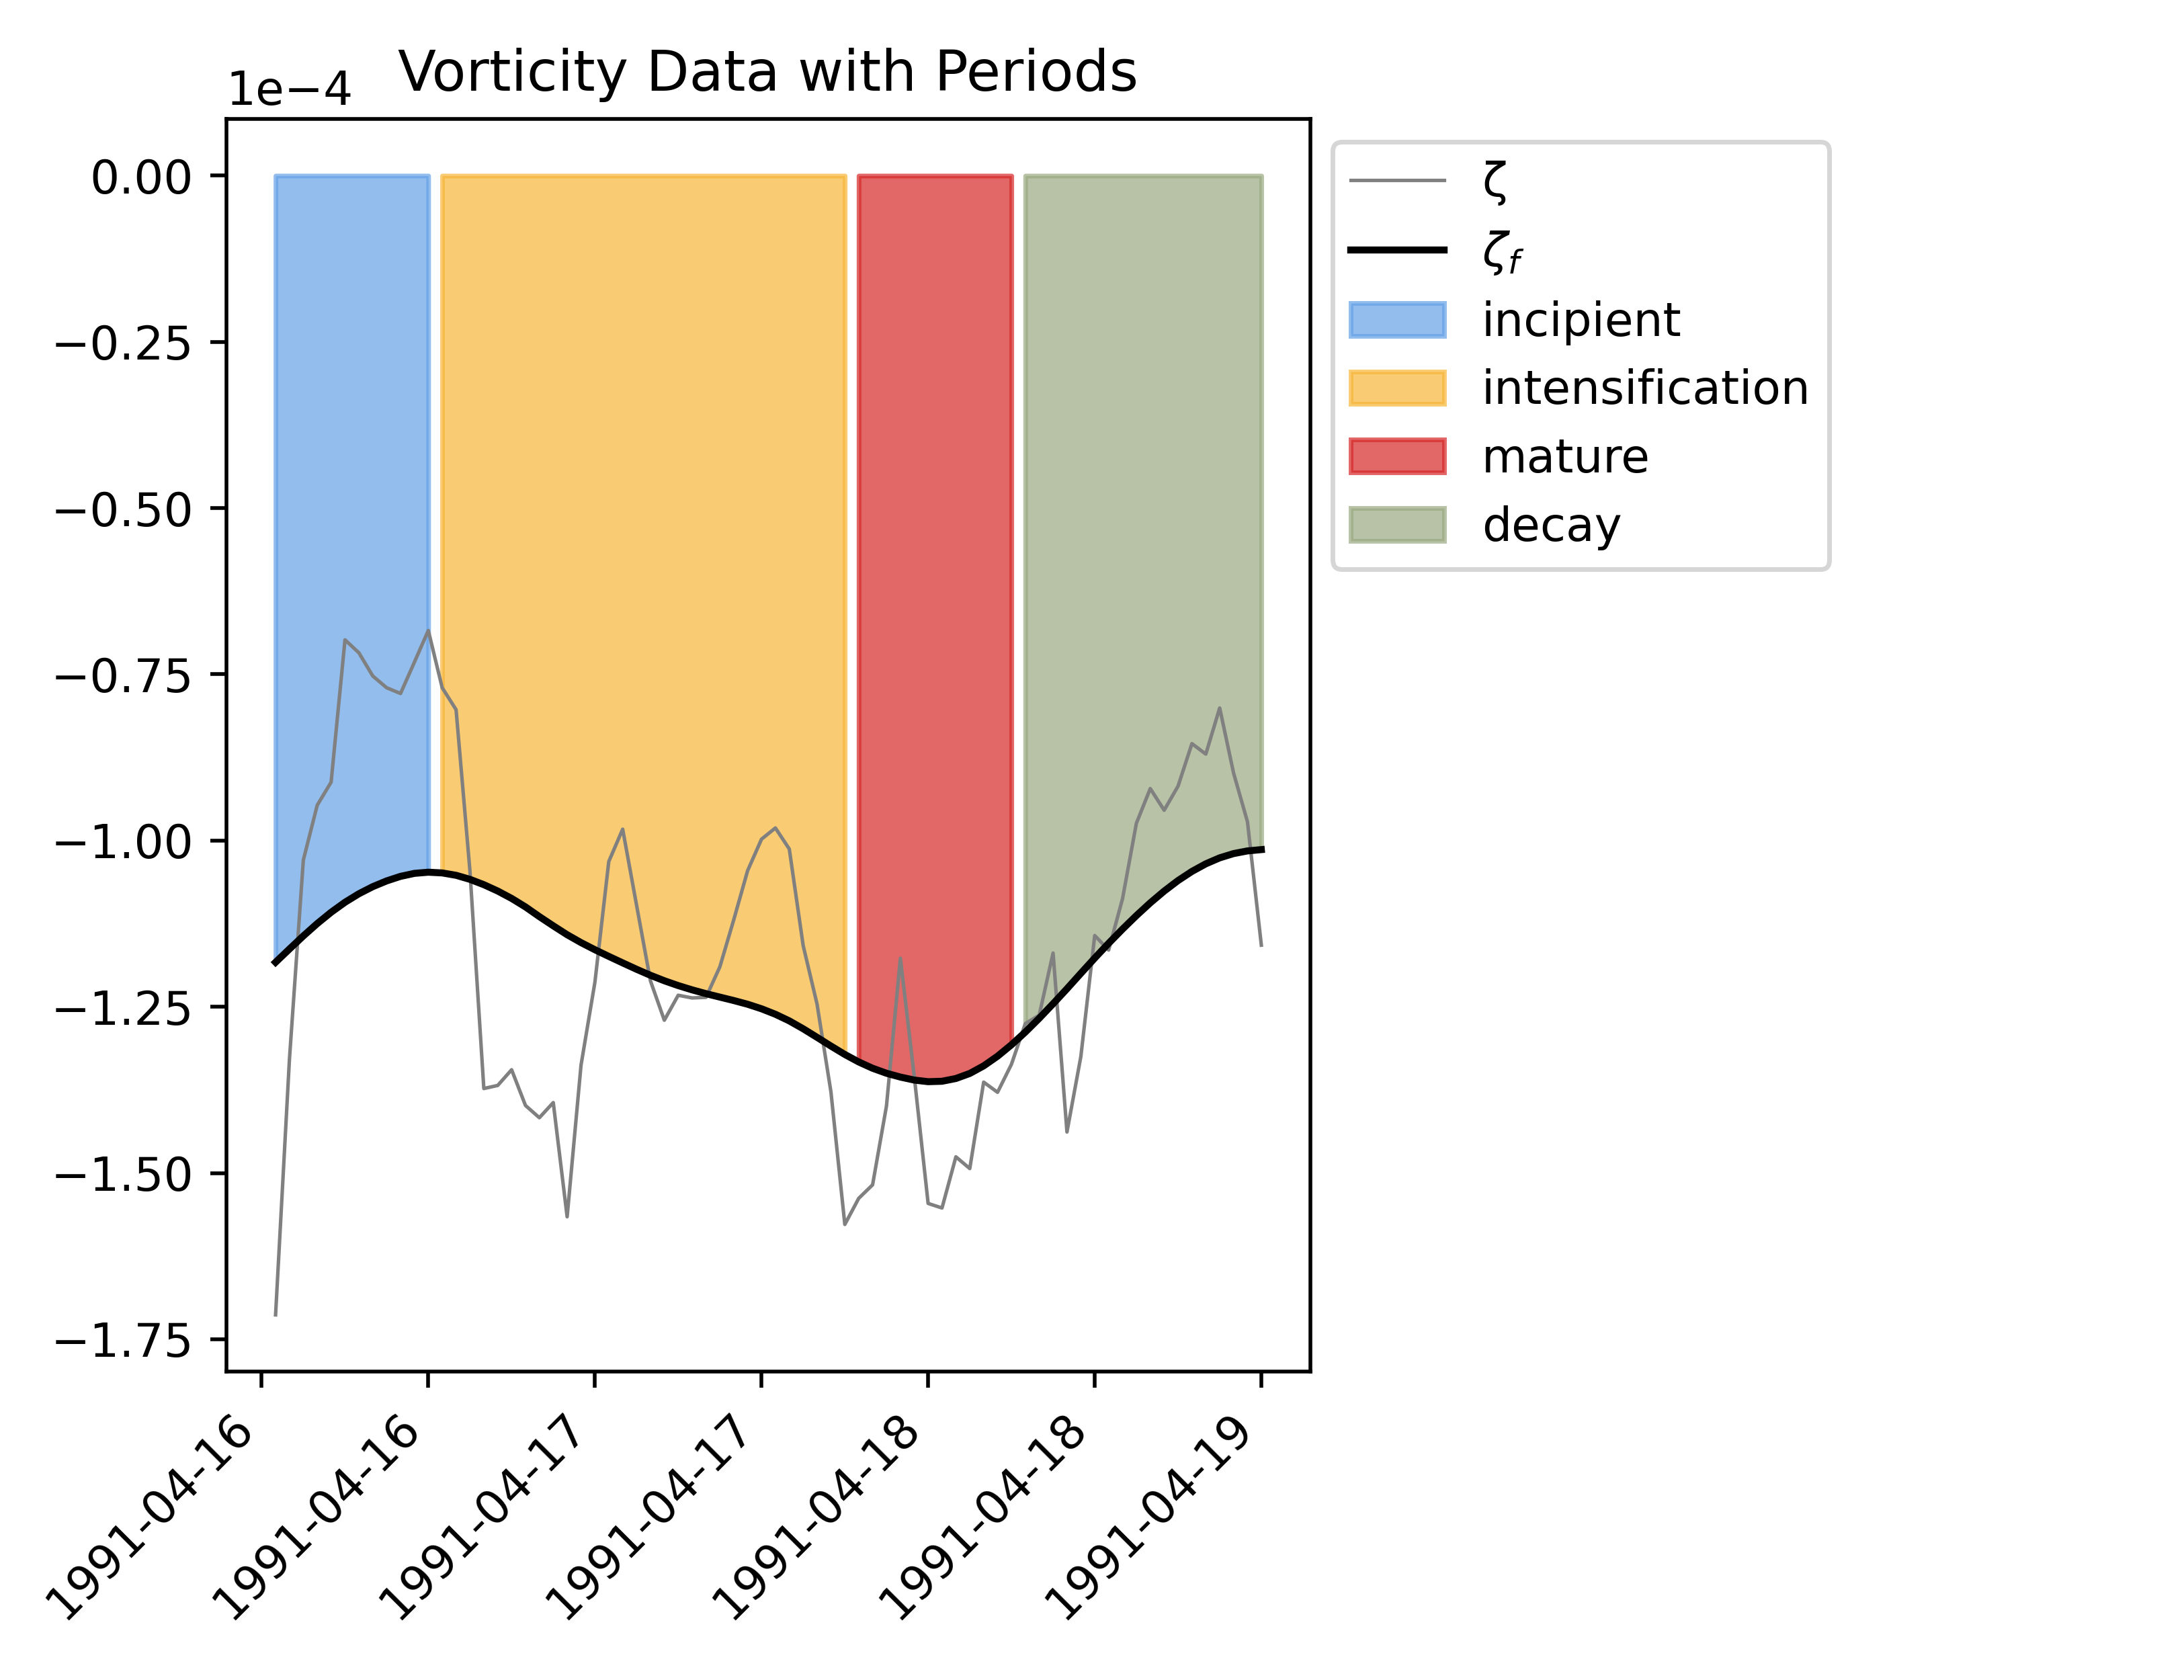 Vorticity Data with Periods
1e−4
0.00
−0.25
−0.50
−0.75
−1.00
−1.25
−1.50
−1.75
1991-04-16
1991-04-16
1991-04-17
1991-04-17
1991-04-18
1991-04-18
1991-04-19
ζ
ζf
incipient
intensification
mature
decay